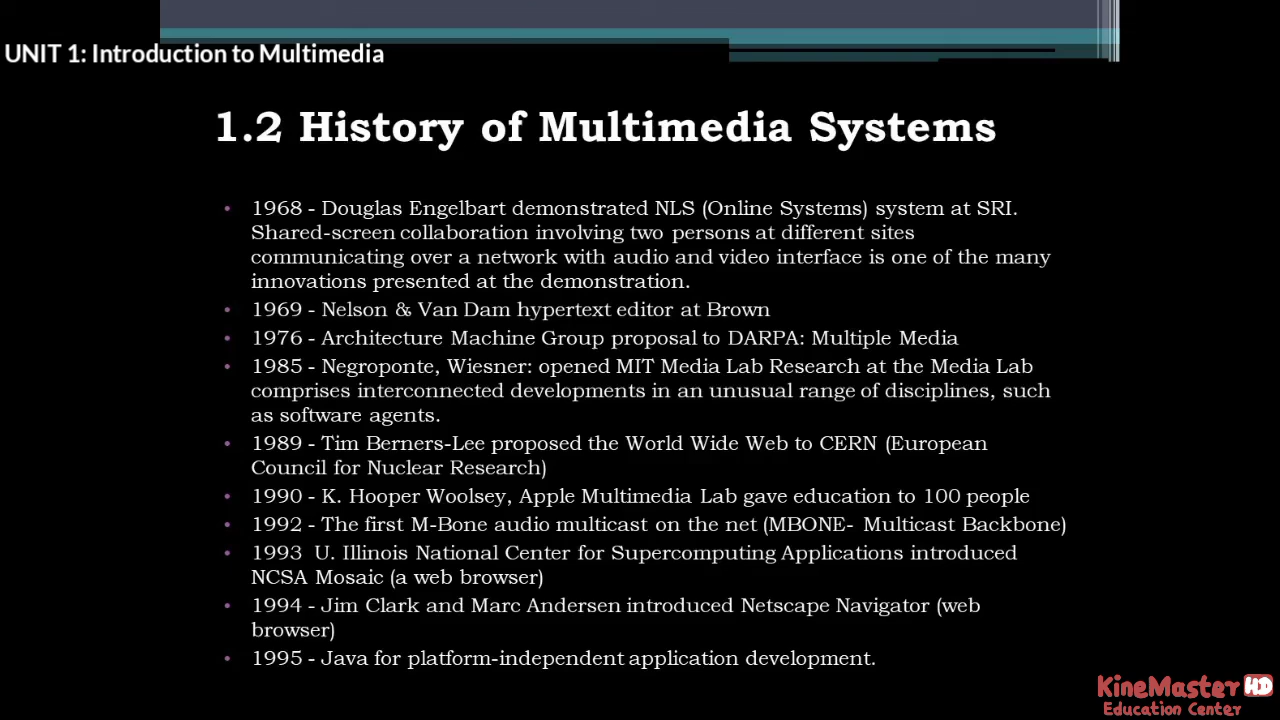 UNIT 1: Introduction to Multimedia
1.2 History of Multimedia Systems
• 1968 - Douglas Engelbart demonstrated NLS (Online Systems) system at SRI.
Shared-screen collaboration involving two persons at different sites
communicating over a network with audio and video interface is one of the many
innovations presented at the demonstration.
• 1969 - Nelson & Van Dam hypertext editor at Brown
• 1976 - Architecture Machine Group proposal to DARPA: Multiple Media
• 1985 - Negroponte, Wiesner: opened MIT Media Lab Research at the Media Lab
comprises interconnected developments in an unusual range of disciplines, such
as software agents.
• 1989 - Tim Berners-Lee proposed the World Wide Web to CERN (European
Council for Nuclear Research)
• 1990 - K. Hooper Woolsey, Apple Multimedia Lab gave education to 100 people
• 1992 - The first M-Bone audio multicast on the net (MBONE- Multicast Backbone)
• 1993 U. Illinois National Center for Supercomputing Applications introduced
NCSA Mosaic (a web browser)
• 1994 - Jim Clark and Marc Andersen introduced Netscape Navigator (web
browser)
• 1995 - Java for platform-independent application development.
KineMaster HD
Education Center